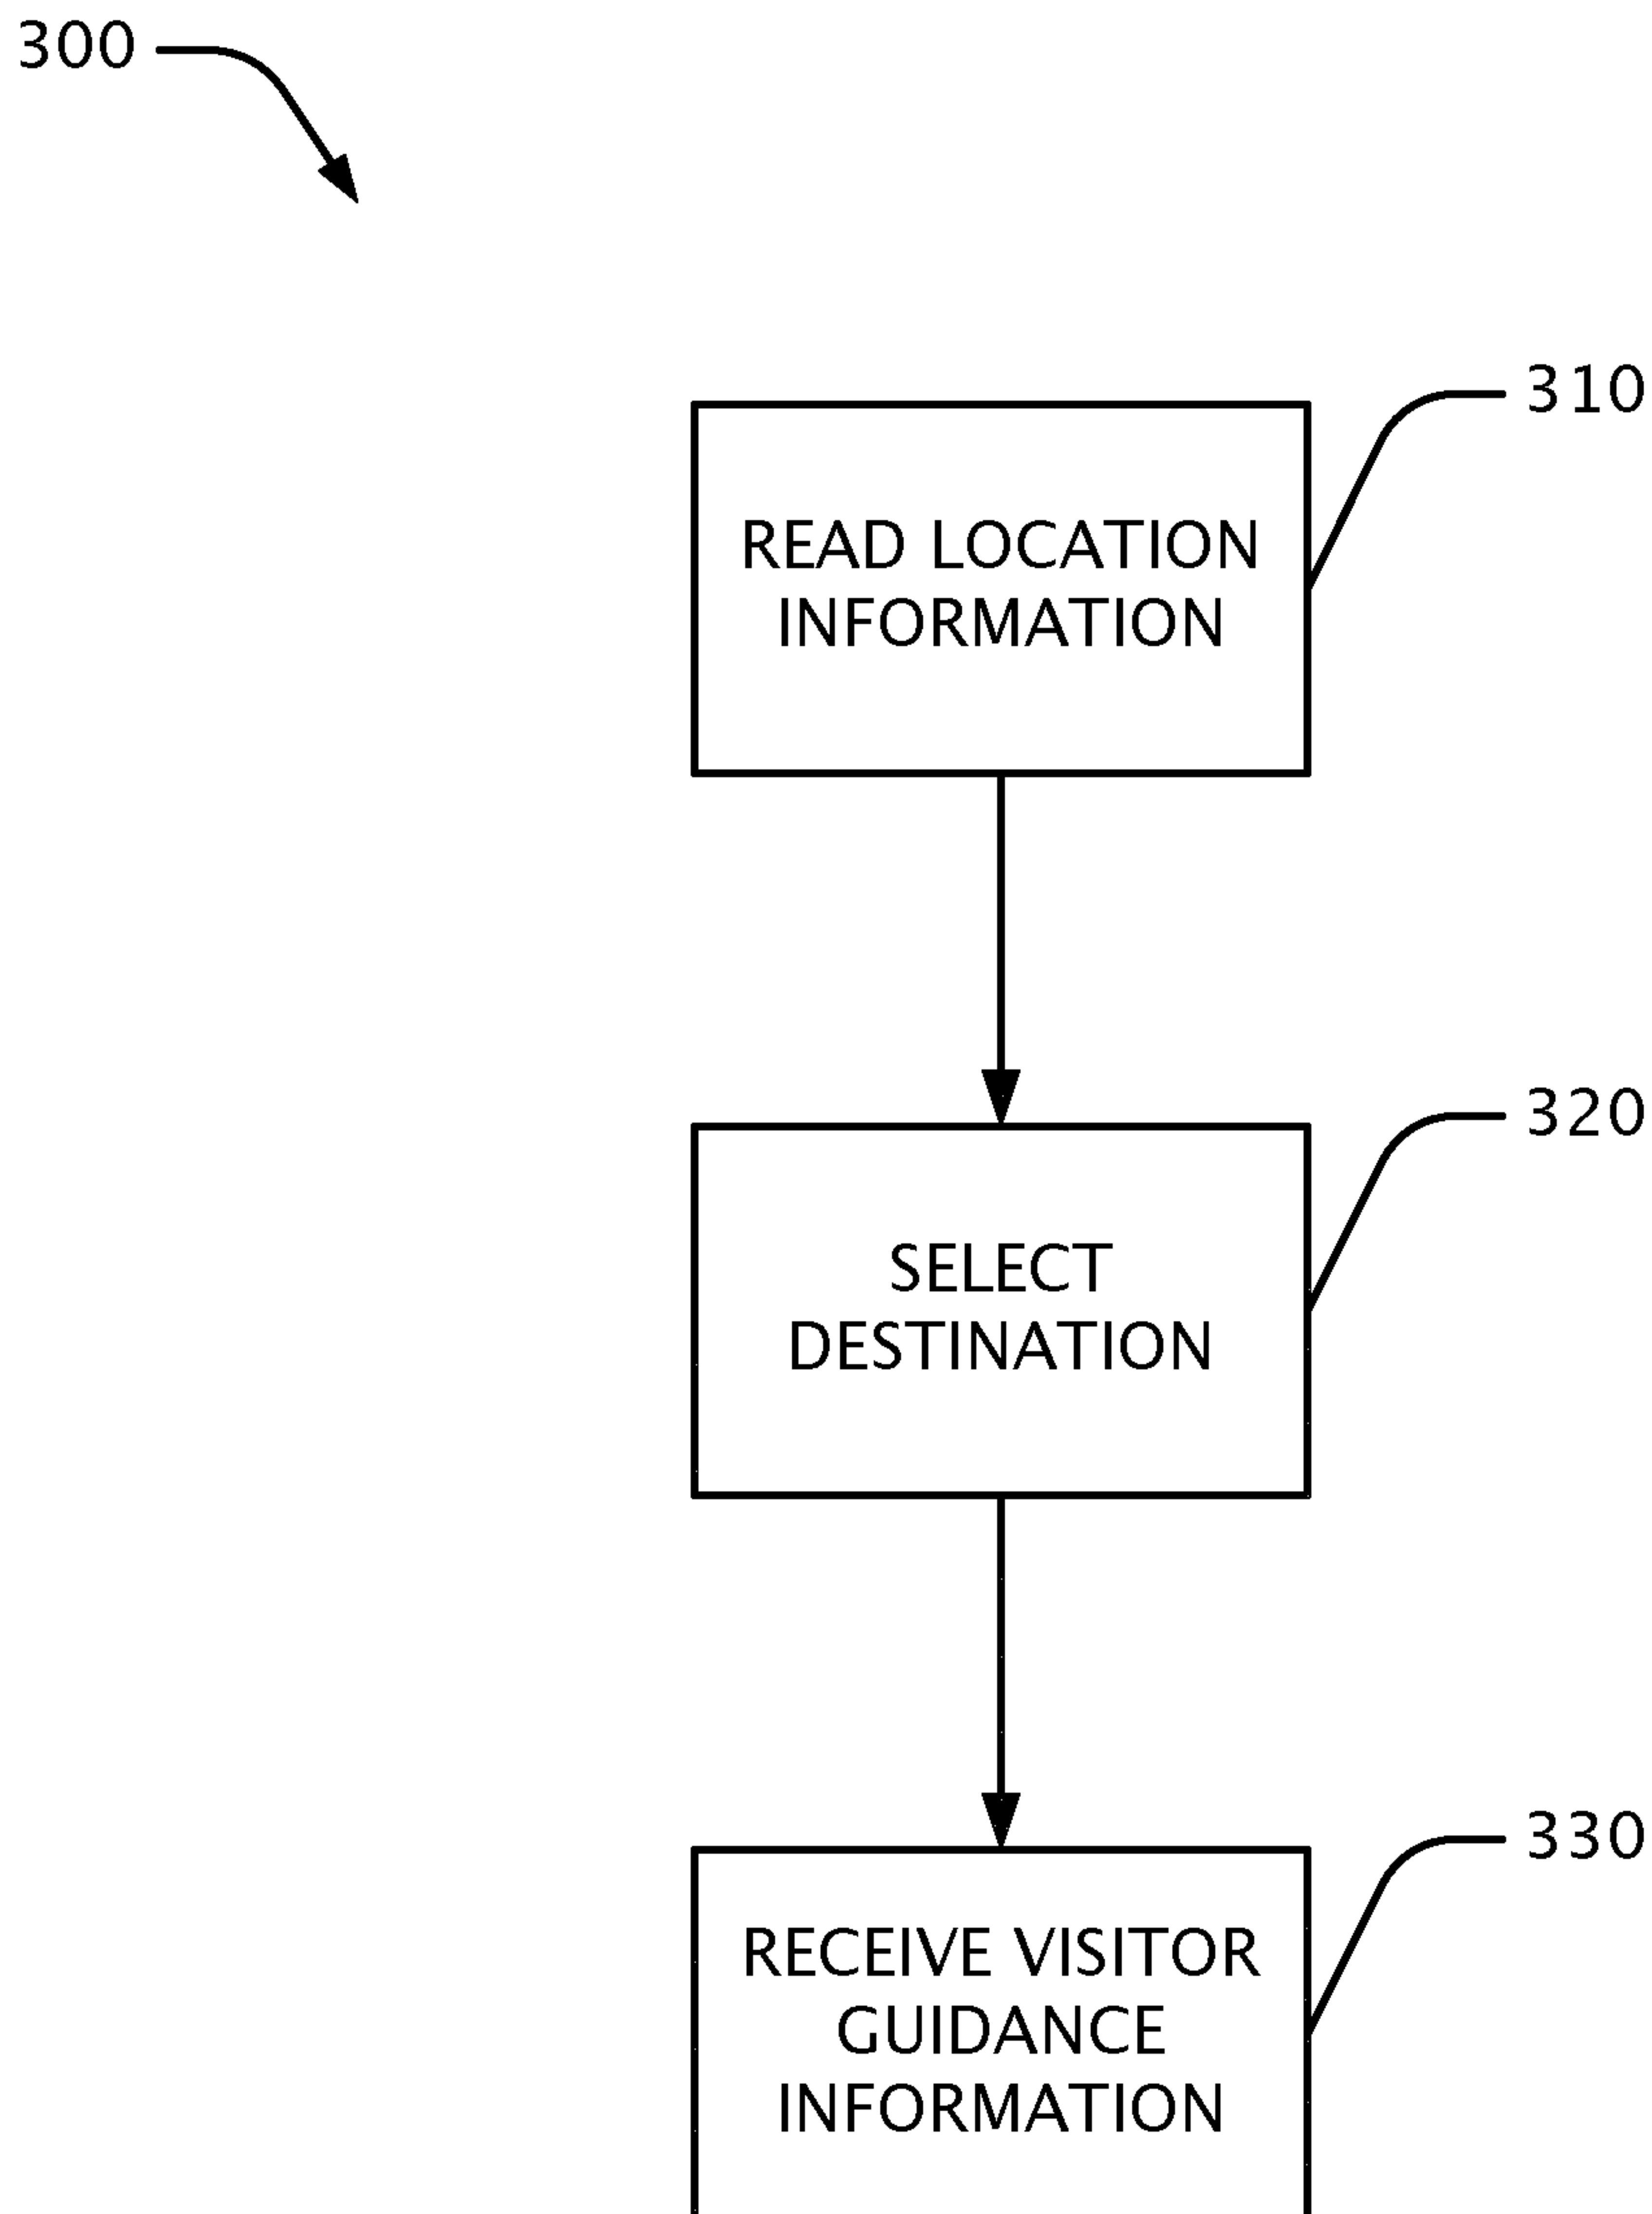 300
310
READ LOCATION
INFORMATION
320
SELECT
DESTINATION
330
RECEIVE VISITOR
GUIDANCE
INFORMATION